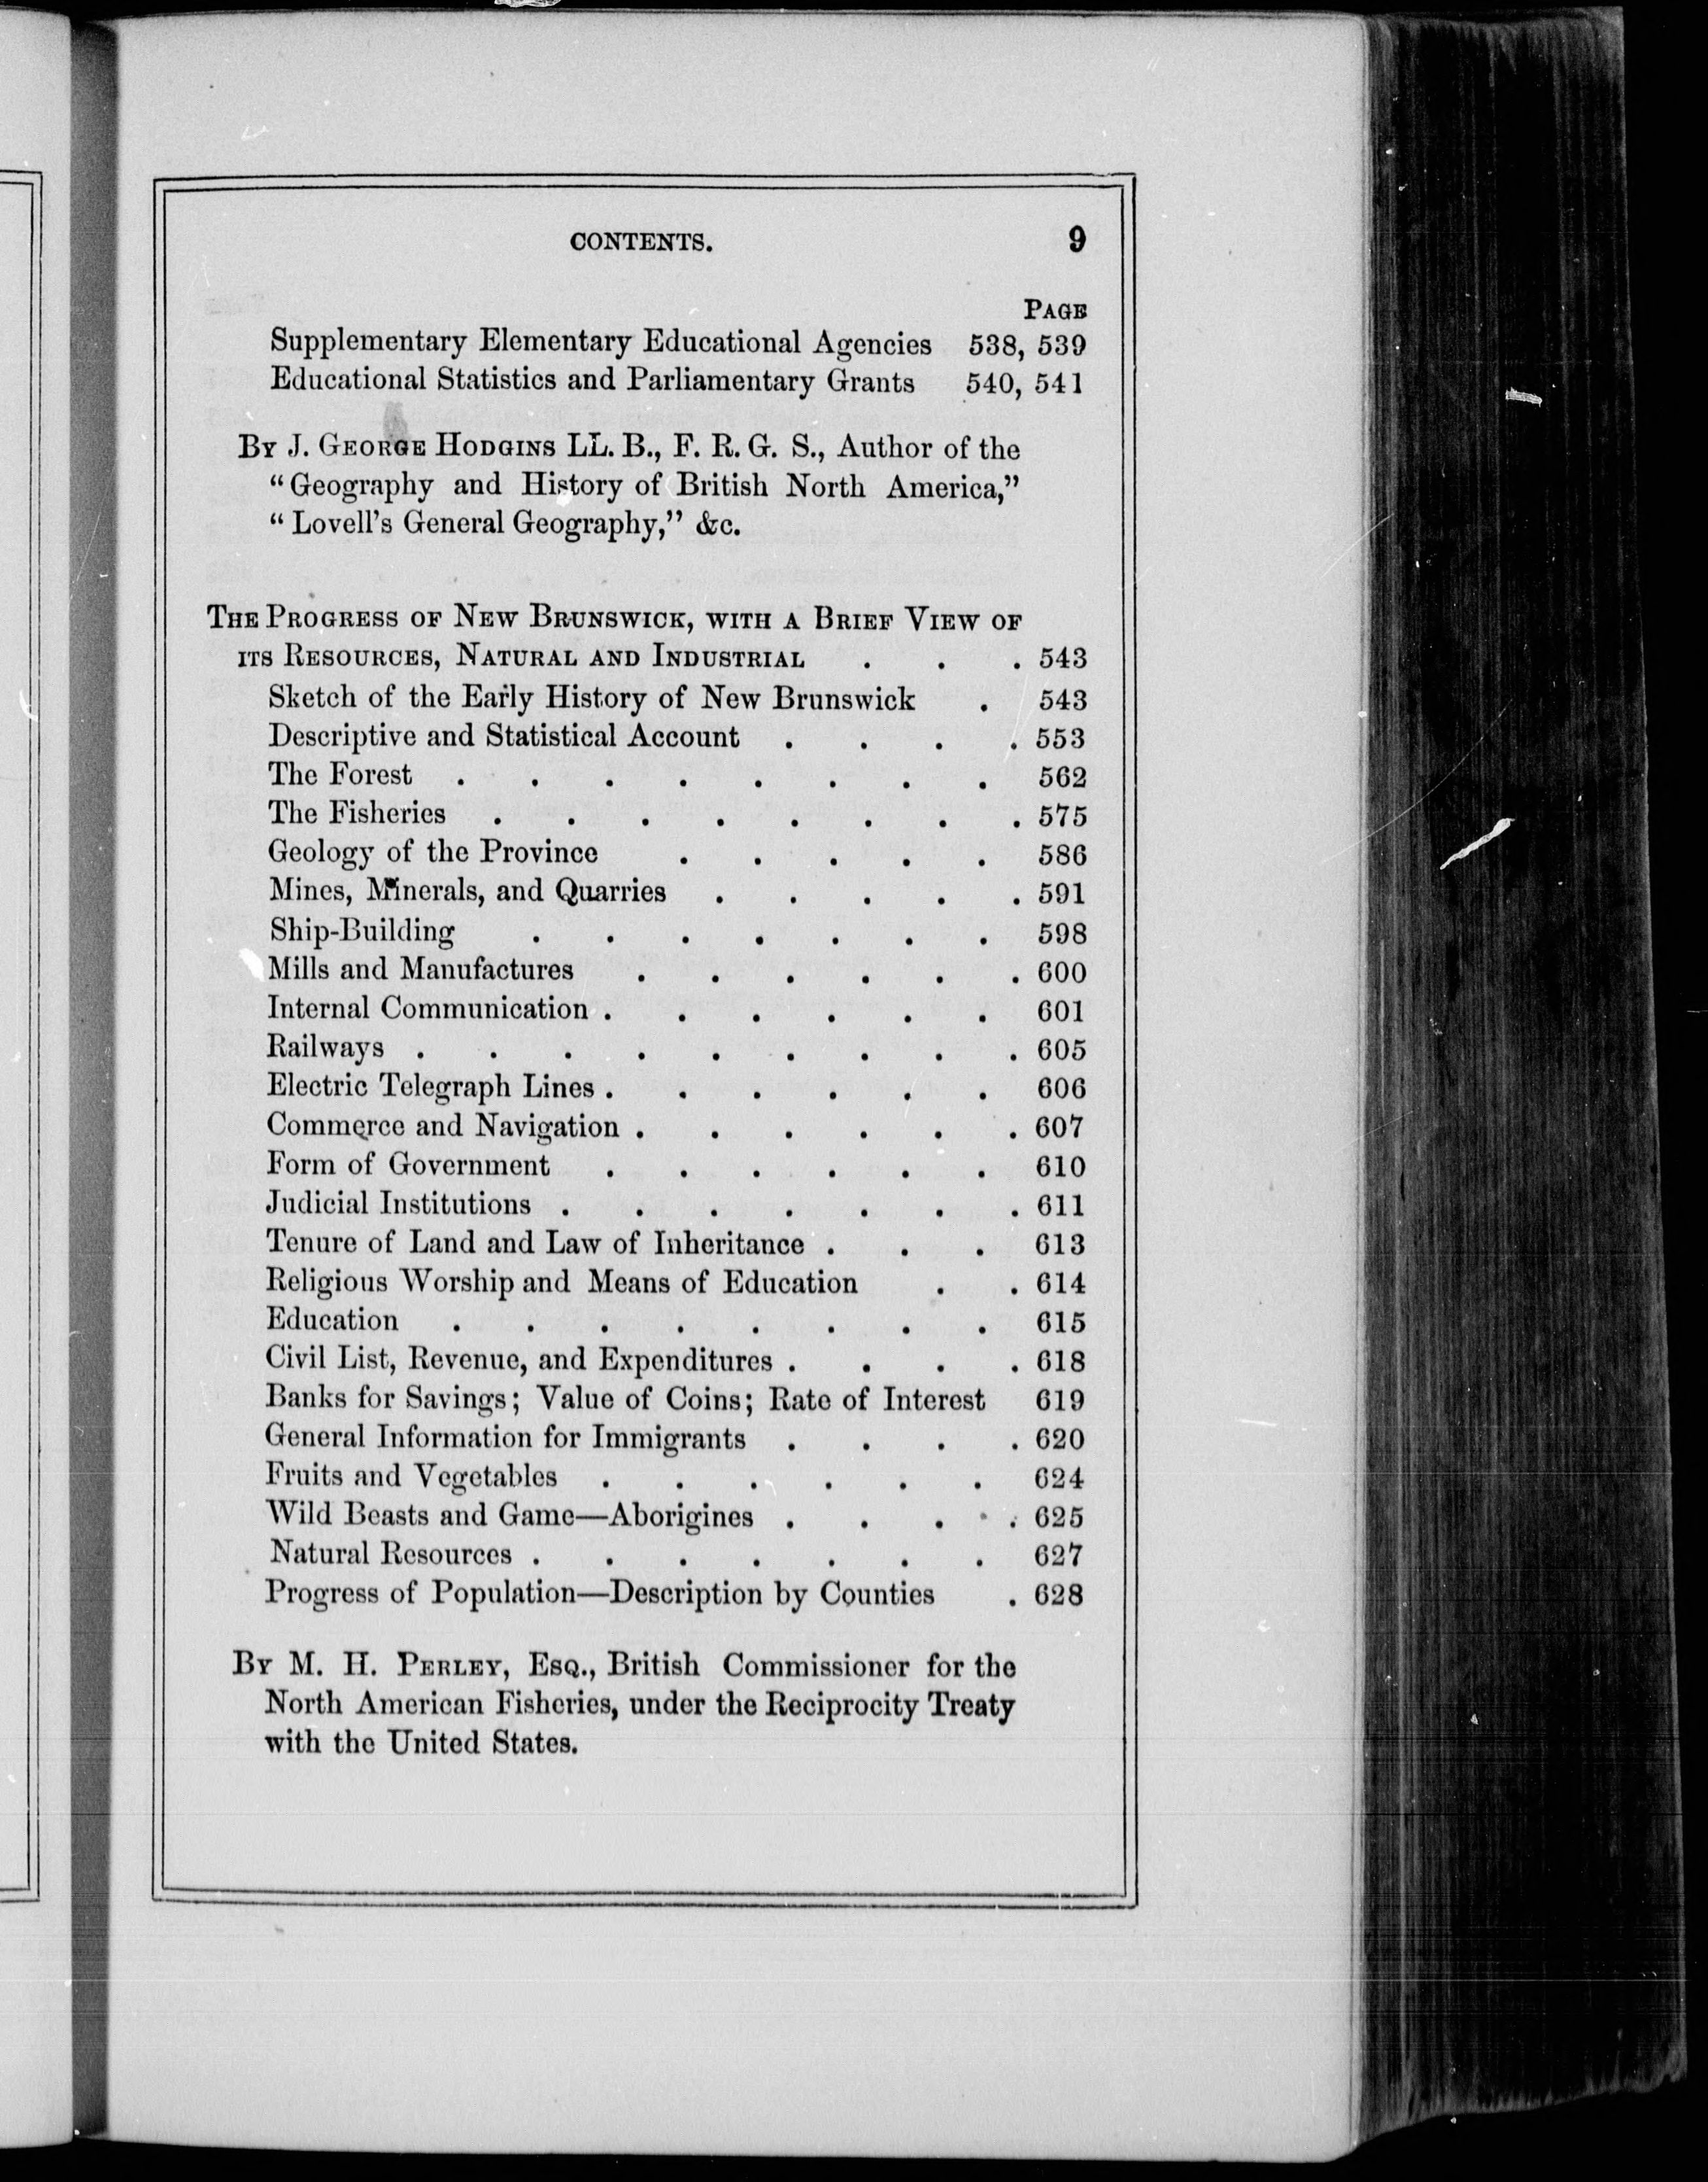 CONTENTS. 9
PAGE
Supplementary Elementary Educational Agencies 538, 539
Educational Statistics and Parliamentary Grants 540, 541
BY J. GEORGE HODGINS LL. B., F. R. G. S., Author of the
“Geography and History of British North America,”
“Lovell’s General Geography,” &c.
THE PROGRESS OF NEW BRUNSWICK, WITH A BRIEF VIEW OF
ITS RESOURCES, NATURAL AND INDUSTRIAL . . . 543
Sketch of the Early History of New Brunswick . 543
Descriptive and Statistical Account . . . . 553
The Forest . . . . . . . . 562
The Fisheries . . . . . . . . 575
Geology of the Province . . . . . 586
Mines, Minerals, and Quarries . . . . . 591
Ship-Building . . . . . . . 598
Mills and Manufactures . . . . . . 600
Internal Communication . . . . . . 601
Railways . . . . . . . . . 605
Electric Telegraph Lines . . . . . . 606
Commerce and Navigation . . . . . . 607
Form of Government . . . . . . 610
Judicial Institutions . . . . . . . 611
Tenure of Land and Law of Inheritance . . . 613
Religious Worship and Means of Education . . 614
Education . . . . . . . . 615
Civil List, Revenue, and Expenditures . . . . 618
Banks for Savings; Value of Coins; Rate of Interest 619
General Information for Immigrants . . . . 620
Fruits and Vegetables . . . . . . 624
Wild Beasts and Game—Aborigines . . . . 625
Natural Resources . . . . . . . 627
Progress of Population—Description by Counties . 628
BY M. H. PERLEY, ESQ., British Commissioner for the
North American Fisheries, under the Reciprocity Treaty
with the United States.